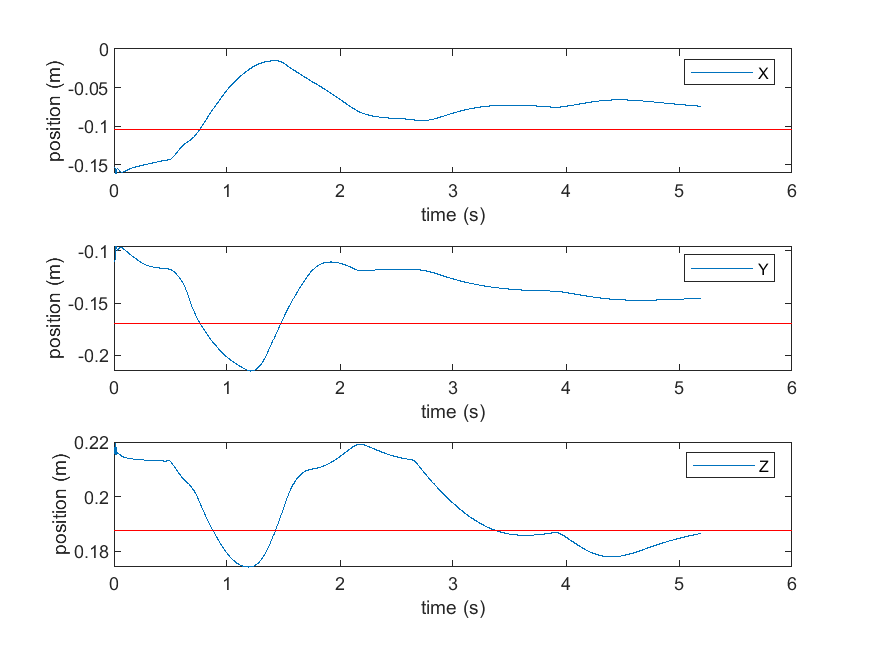 0
-0.05
-0.1
-0.15
position (m)
X
0 1 2 3 4 5 6
time (s)
-0.1
-0.15
-0.2
position (m)
Y
0 1 2 3 4 5 6
time (s)
0.22
0.2
0.18
position (m)
Z
0 1 2 3 4 5 6
time (s)